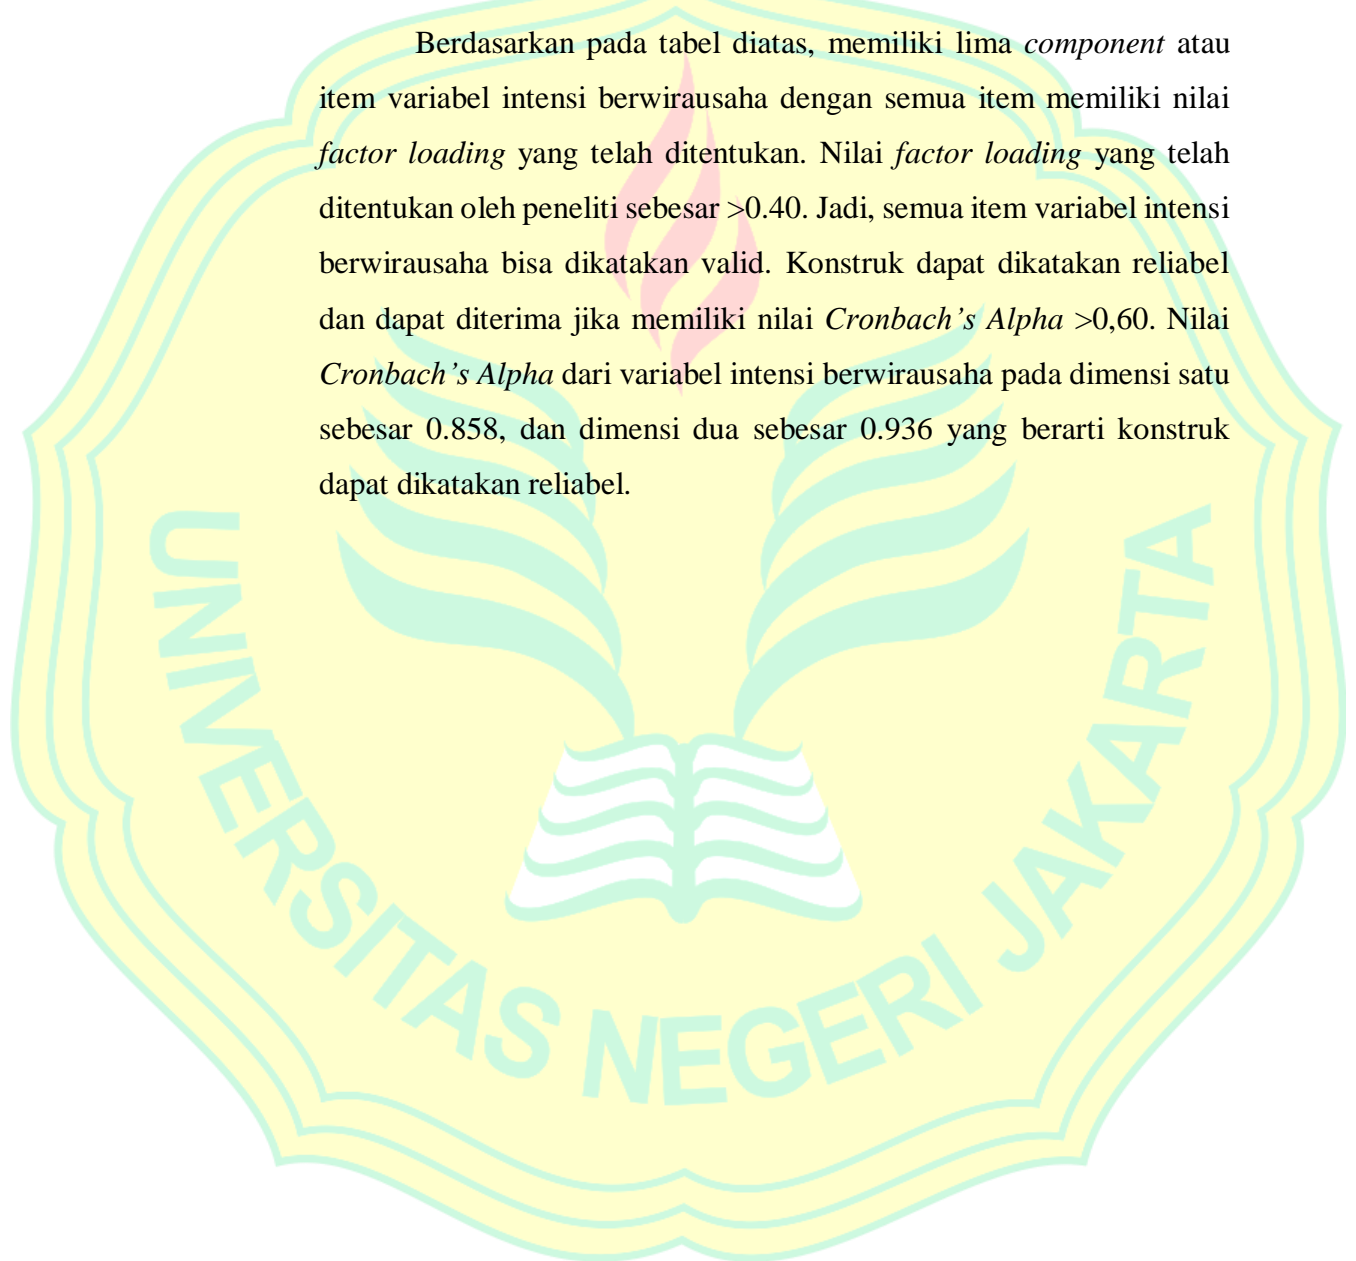 Berdasarkan pada tabel diatas, memiliki lima component atau
item variabel intensi berwirausaha dengan semua item memiliki nilai
factor loading yang telah ditentukan. Nilai factor loading yang telah
ditentukan oleh peneliti sebesar >0.40. Jadi, semua item variabel intensi
berwirausaha bisa dikatakan valid. Konstruk dapat dikatakan reliabel
dan dapat diterima jika memiliki nilai Cronbach’s Alpha >0,60. Nilai
Cronbach’s Alpha dari variabel intensi berwirausaha pada dimensi satu
sebesar 0.858, dan dimensi dua sebesar 0.936 yang berarti konstruk
dapat dikatakan reliabel.
UNIVERSITAS NEGERI JAKARTA